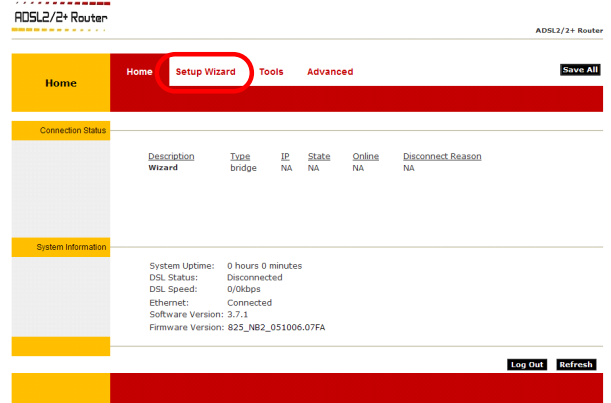 ADSL2/2+ Router
ADSL2/2+ Router
Home
Home Setup Wizard Tools Advanced
Save All
Connection Status
Description Type IP State Online Disconnect Reason
Wizard bridge NA NA NA NA
System Information
System Uptime: 0 hours 0 minutes
DSL Status: Disconnected
DSL Speed: 0/0kbps
Ethernet: Connected
Software Version: 3.7.1
Firmware Version: 825_NB2_051006.07FA
Log Out Refresh